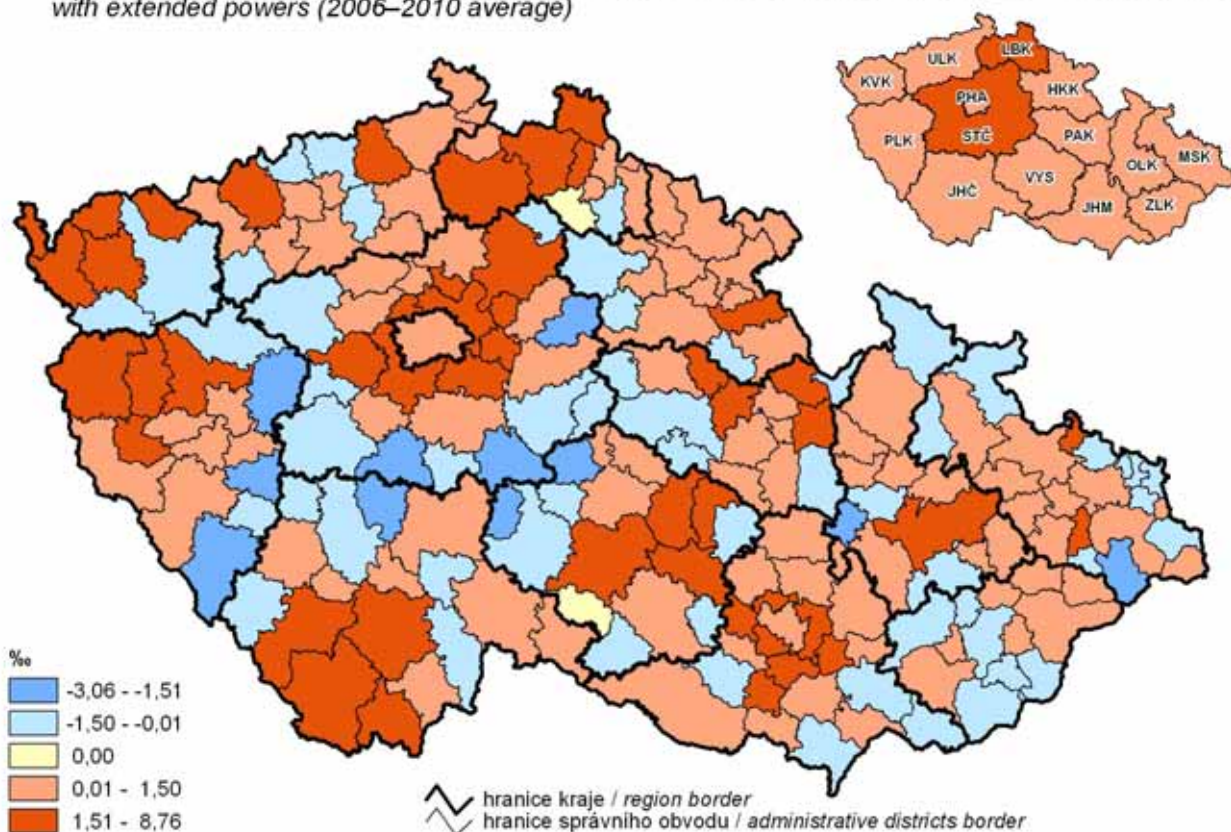 with extended powers (2006–2010 average)
LBK
ULK
KVK
HKK
PHA
PLK
STČ
PAK
OLK
MSK
VYS
JHČ
JHM
ZLK
‰
-3,06 - -1,51
-1,50 - -0,01
0,00
0,01 - 1,50
1,51 - 8,76
hranice kraje / region border
hranice správního obvodu / administrative districts border